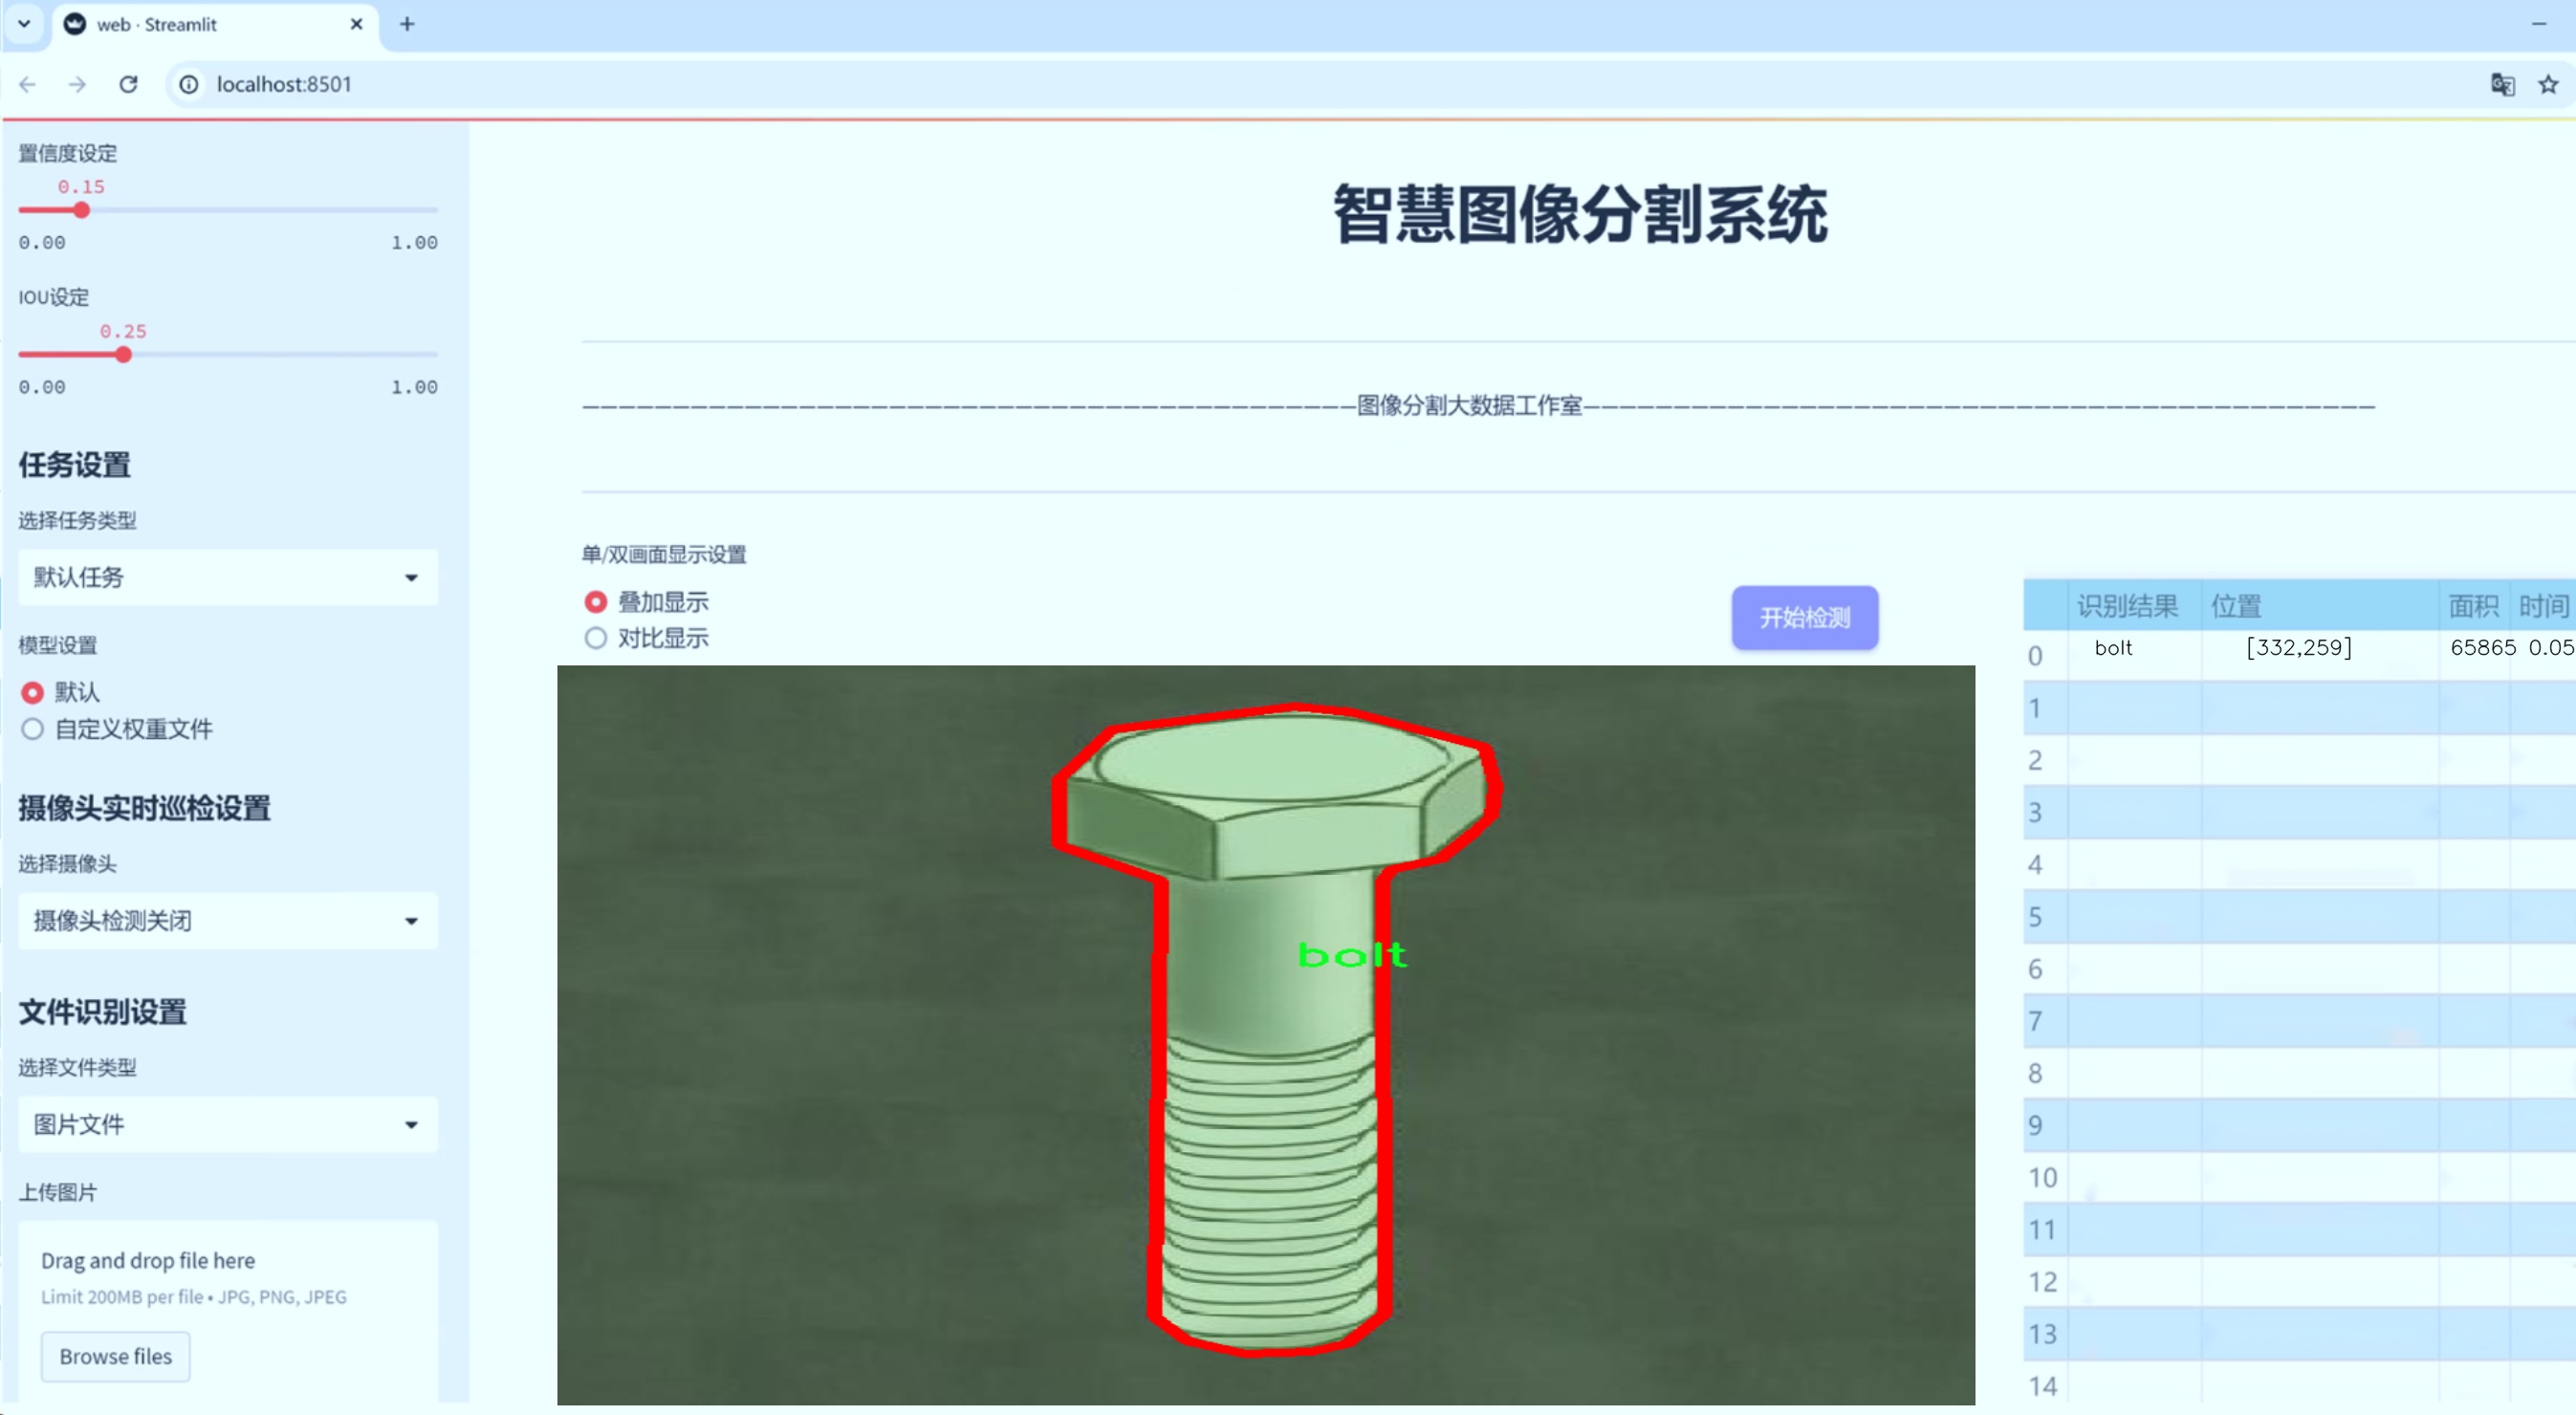 web · Streamlit
localhost:8501
置信度设定
0.15
0.00 1.00
IOU设定
0.25
0.00 1.00
任务设置
选择任务类型
默认任务
模型设置
默认
自定义权重文件
摄像头实时巡检设置
选择摄像头
摄像头检测关闭
文件识别设置
选择文件类型
图片文件
上传图片
Drag and drop file here
Limit 200MB per file • JPG, PNG, JPEG
Browse files
智慧图像分割系统
———————————————————————————————————————————图像分割大数据工作室————————————————————————————————————————————
单/双画面显示设置
叠加显示
对比显示
开始检测
bolt
识别结果 位置 面积 时间
0 bolt [332,259] 65865 0.05
1
2
3
4
5
6
7
8
9
10
11
12
13
14